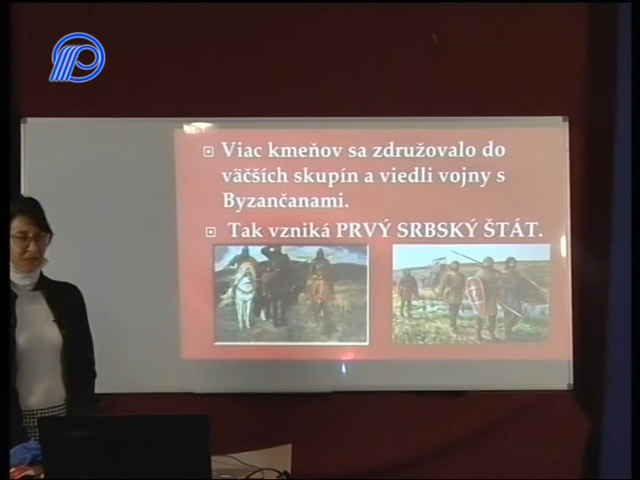 Viac kmeňov sa združovalo do
väčších skupín a viedli vojny s
Byzančanami.
Tak vzniká PRVÝ SRBSKÝ ŠTÁT.